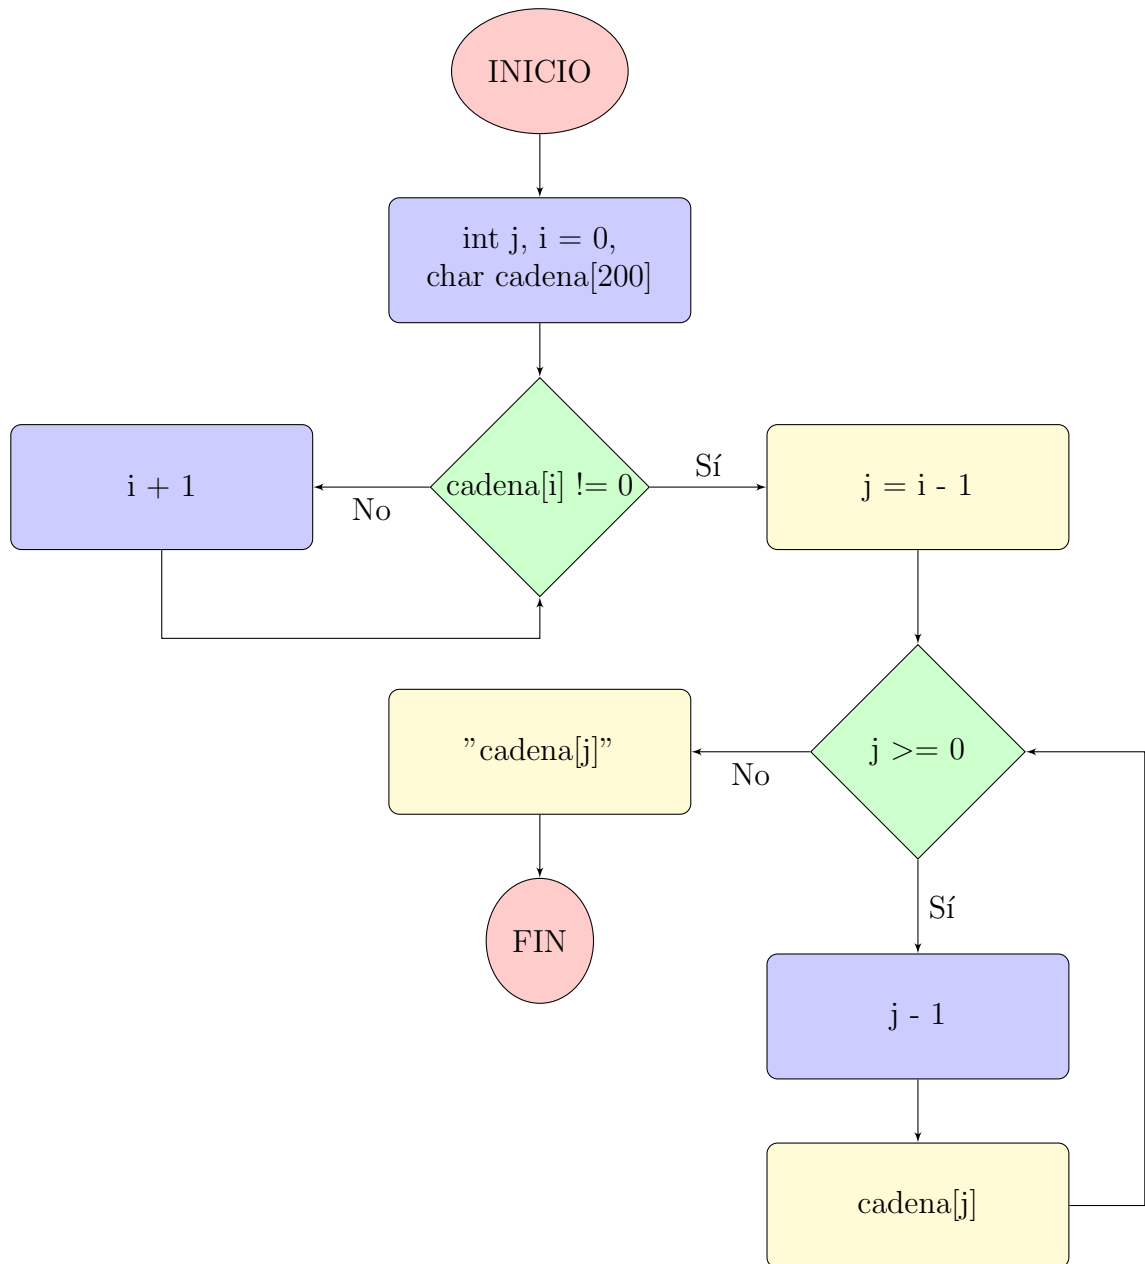 INICIO
int j, i = 0,
char cadena[200]
i + 1
No
cadena[i] != 0
Sí
j = i - 1
"cadena[j]"
No
j >= 0
Sí
FIN
j - 1
cadena[j]